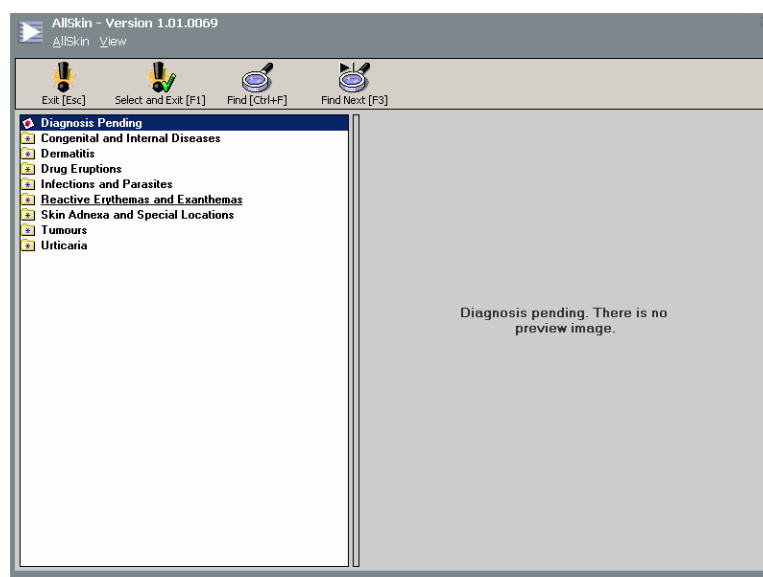 AllSkin - Version 1.01.0069
AllSkin View
Exit [Esc] Select and Exit [F1] Find [Ctrl+F] Find Next [F3]
Diagnosis Pending
Congenital and Internal Diseases
Dermatitis
Drug Eruptions
Infections and Parasites
Reactive Erythemas and Exanthemas
Skin Adnexa and Special Locations
Tumours
Urticaria
Diagnosis pending. There is no
preview image.